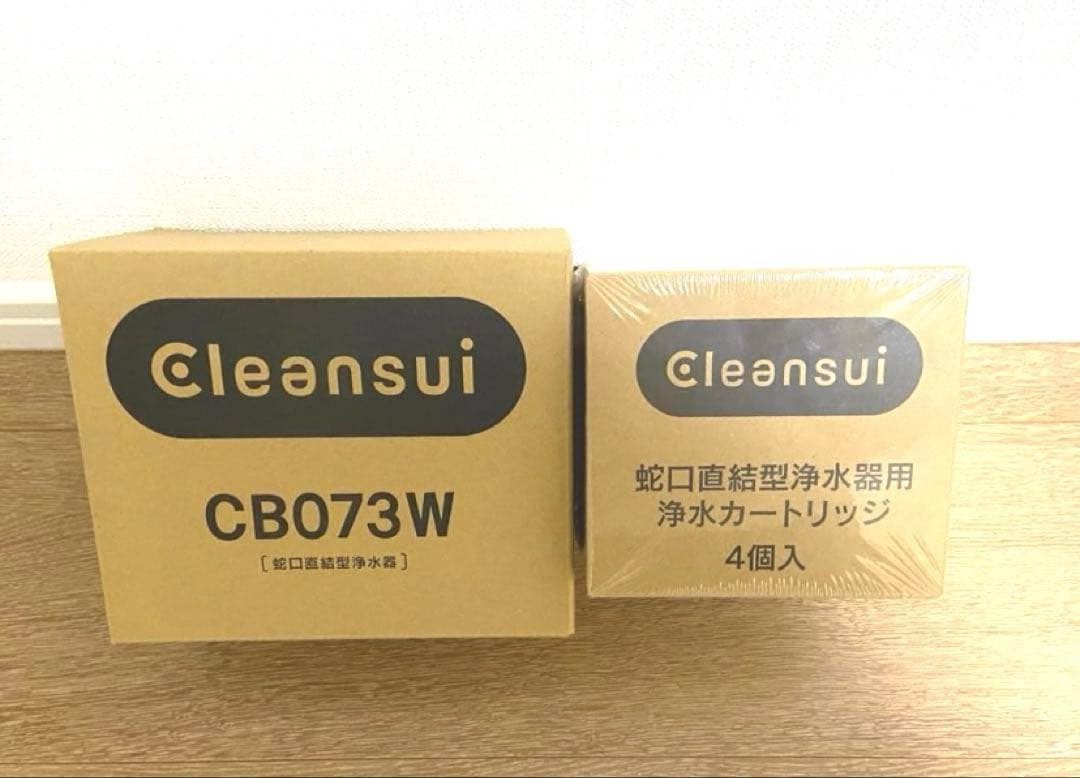 Cleansui
CB073W
[蛇口直結型浄水器]
Cleansui
蛇口直結型浄水器用
浄水カートリッジ
4個入